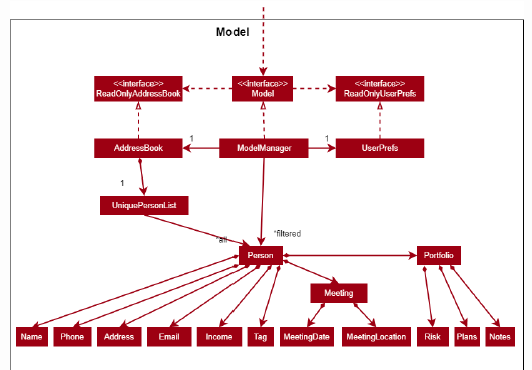 Model
<<interface>>
ReadOnlyAddressBook
<<interface>>
Model
<<interface>>
ReadOnlyUserPrefs
AddressBook
1
ModelManager
1
UserPrefs
1
UniquePersonList
*all
*filtered
Person
Portfolio
Meeting
Name
Phone
Address
Email
Income
Tag
MeetingDate
MeetingLocation
Risk
Plans
Notes